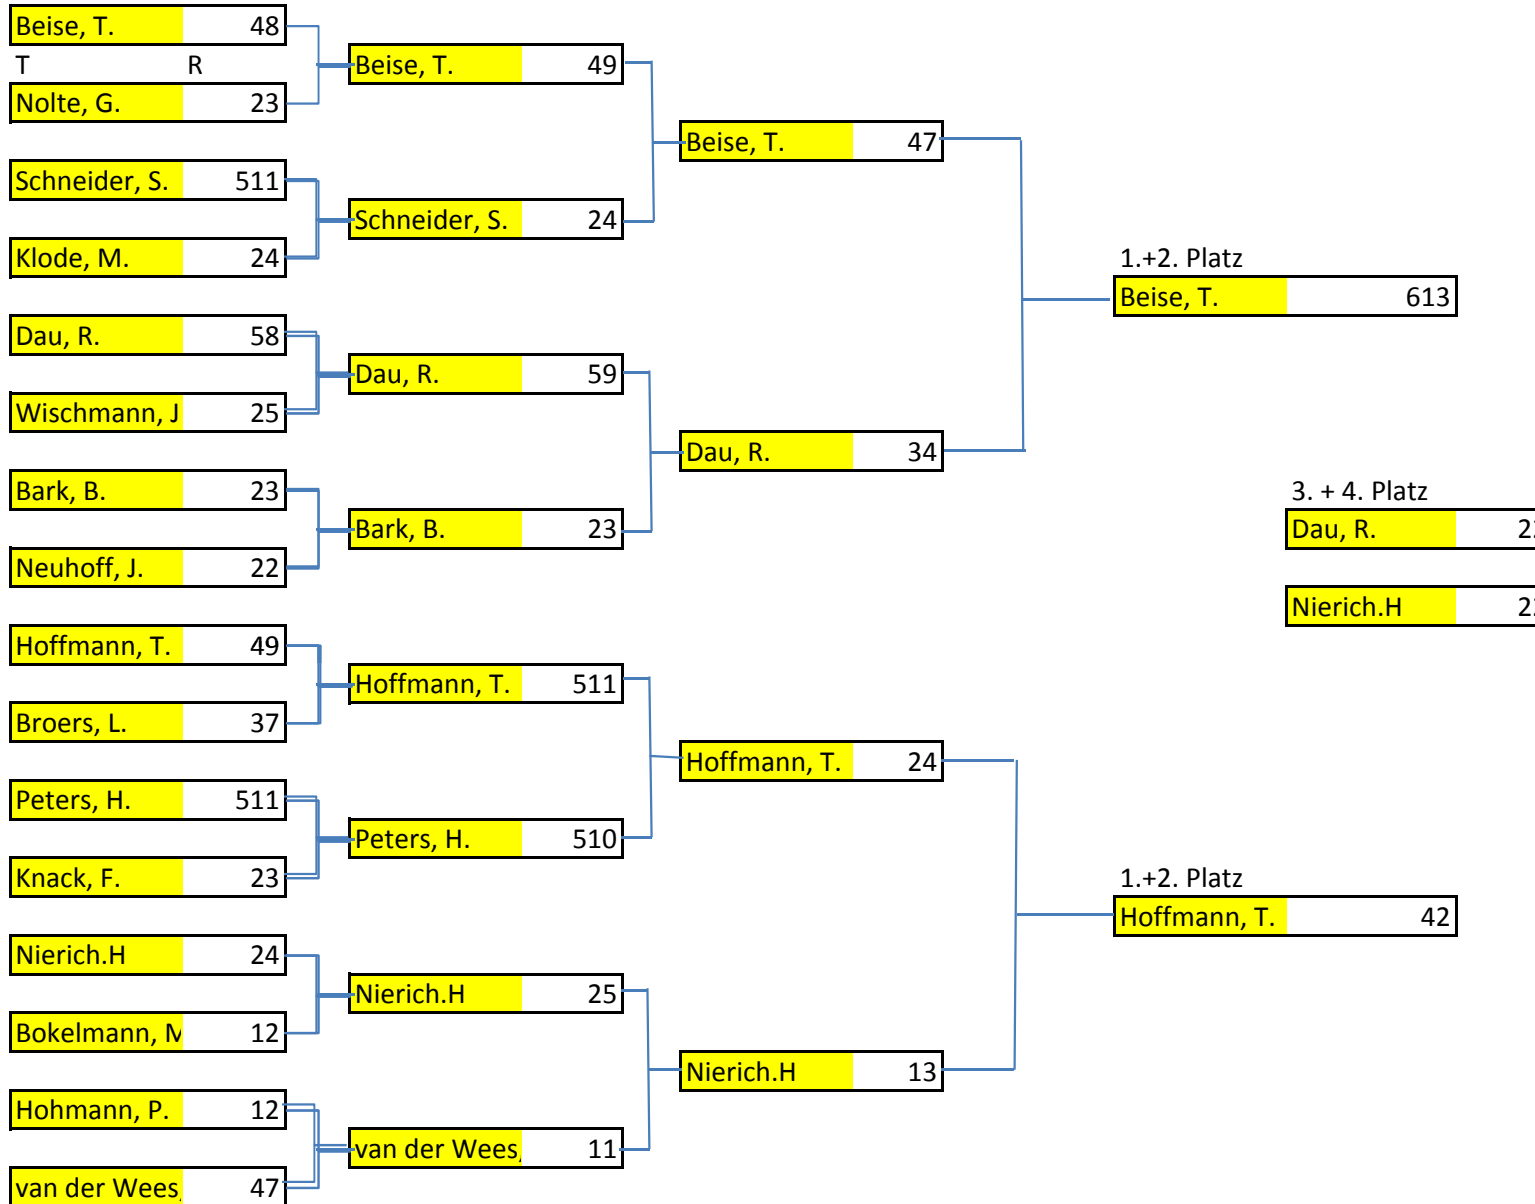 Beise, T. 48
T R
Nolte, G. 23
Schneider, S. 511
Klode, M. 24
Dau, R. 58
Wischmann, J
25
Bark, B. 23
Neuhoff, J. 22
Hoffmann, T. 49
Broers, L. 37
Peters, H. 511
Knack, F. 23
Nierich.H 24
Bokelmann, 12
Hohmann, P. 12
van der Wees, 47
Beise, T. 49
Schneider, S. 24
Dau, R. 59
Bark, B. 23
Hoffmann, T. 511
Peters, H. 510
Nierich.H 25
van der Wees, 11
Beise, T. 47
Dau, R. 34
Hoffmann, T. 24
Nierich.H 13
1.+2. Platz
Beise, T. 613
1.+2. Platz
Hoffmann, T. 42
3. + 4. Platz
Dau, R.
Nierich.H